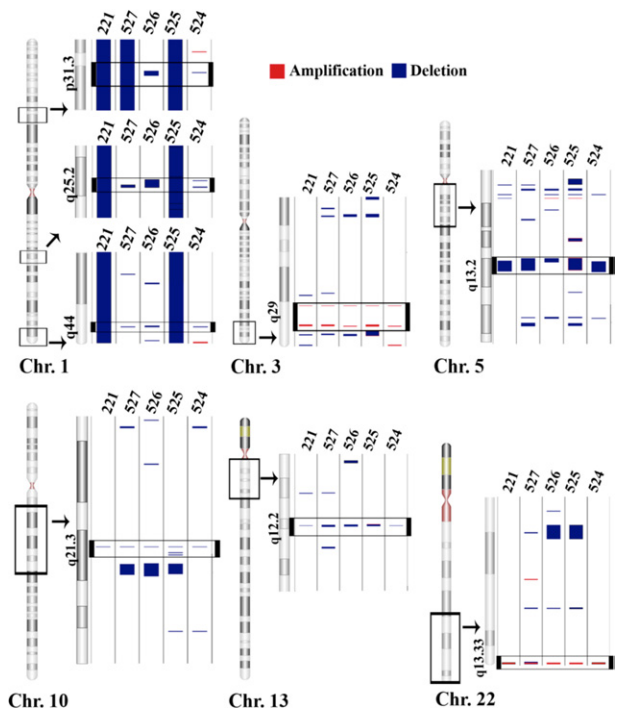 221 527 526 525 524
p31.3
Amplification Deletion
221 527 526 525 524
q25.2
221 527 526 525 524
q44
Chr. 1
221 527 526 525 524
q29
Chr. 3
221 527 526 525 524
q13.2
Chr. 5
221 527 526 525 524
q21.3
Chr. 10
221 527 526 525 524
q12.2
Chr. 13
221 527 526 525 524
q13.33
Chr. 22